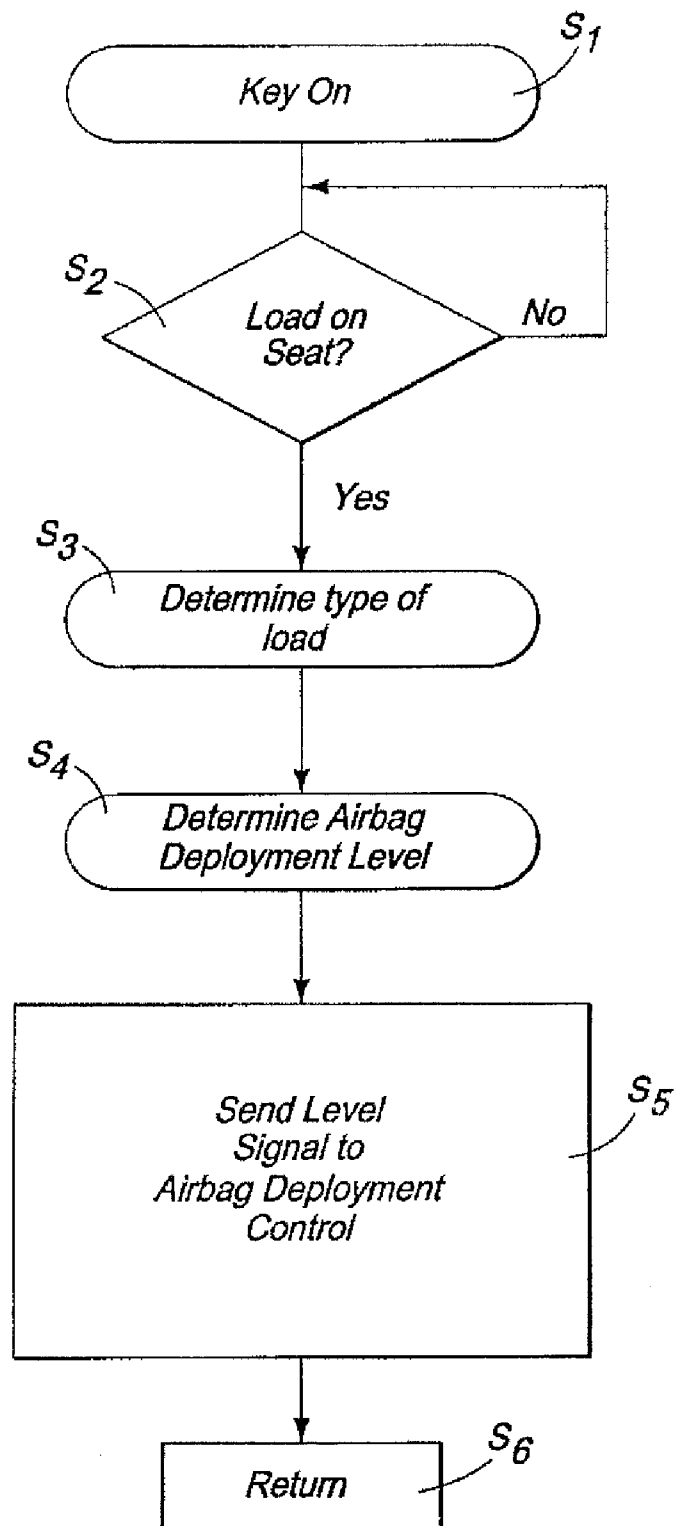 S1
Key On
S2
Load on
Seat?
No
Yes
S3
Determine type of
load
S4
Determine Airbag
Deployment Level
Send Level
Signal to
Airbag Deployment
Control
S5
S6
Return